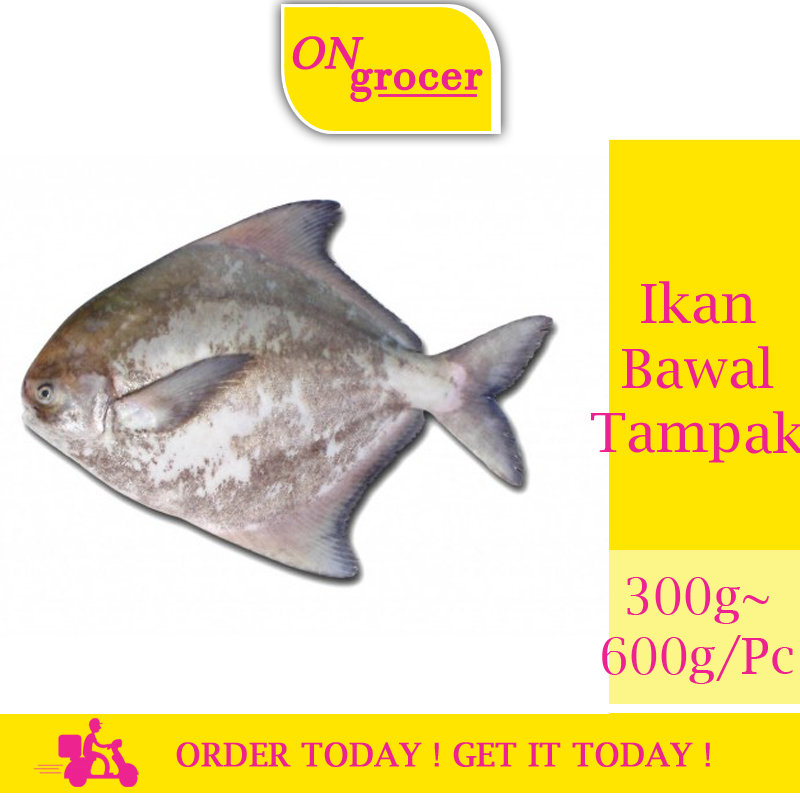 ON
grocer
Ikan
Bawal
Tampak
300g~
600g/Pc
ORDER TODAY ! GET IT TODAY !